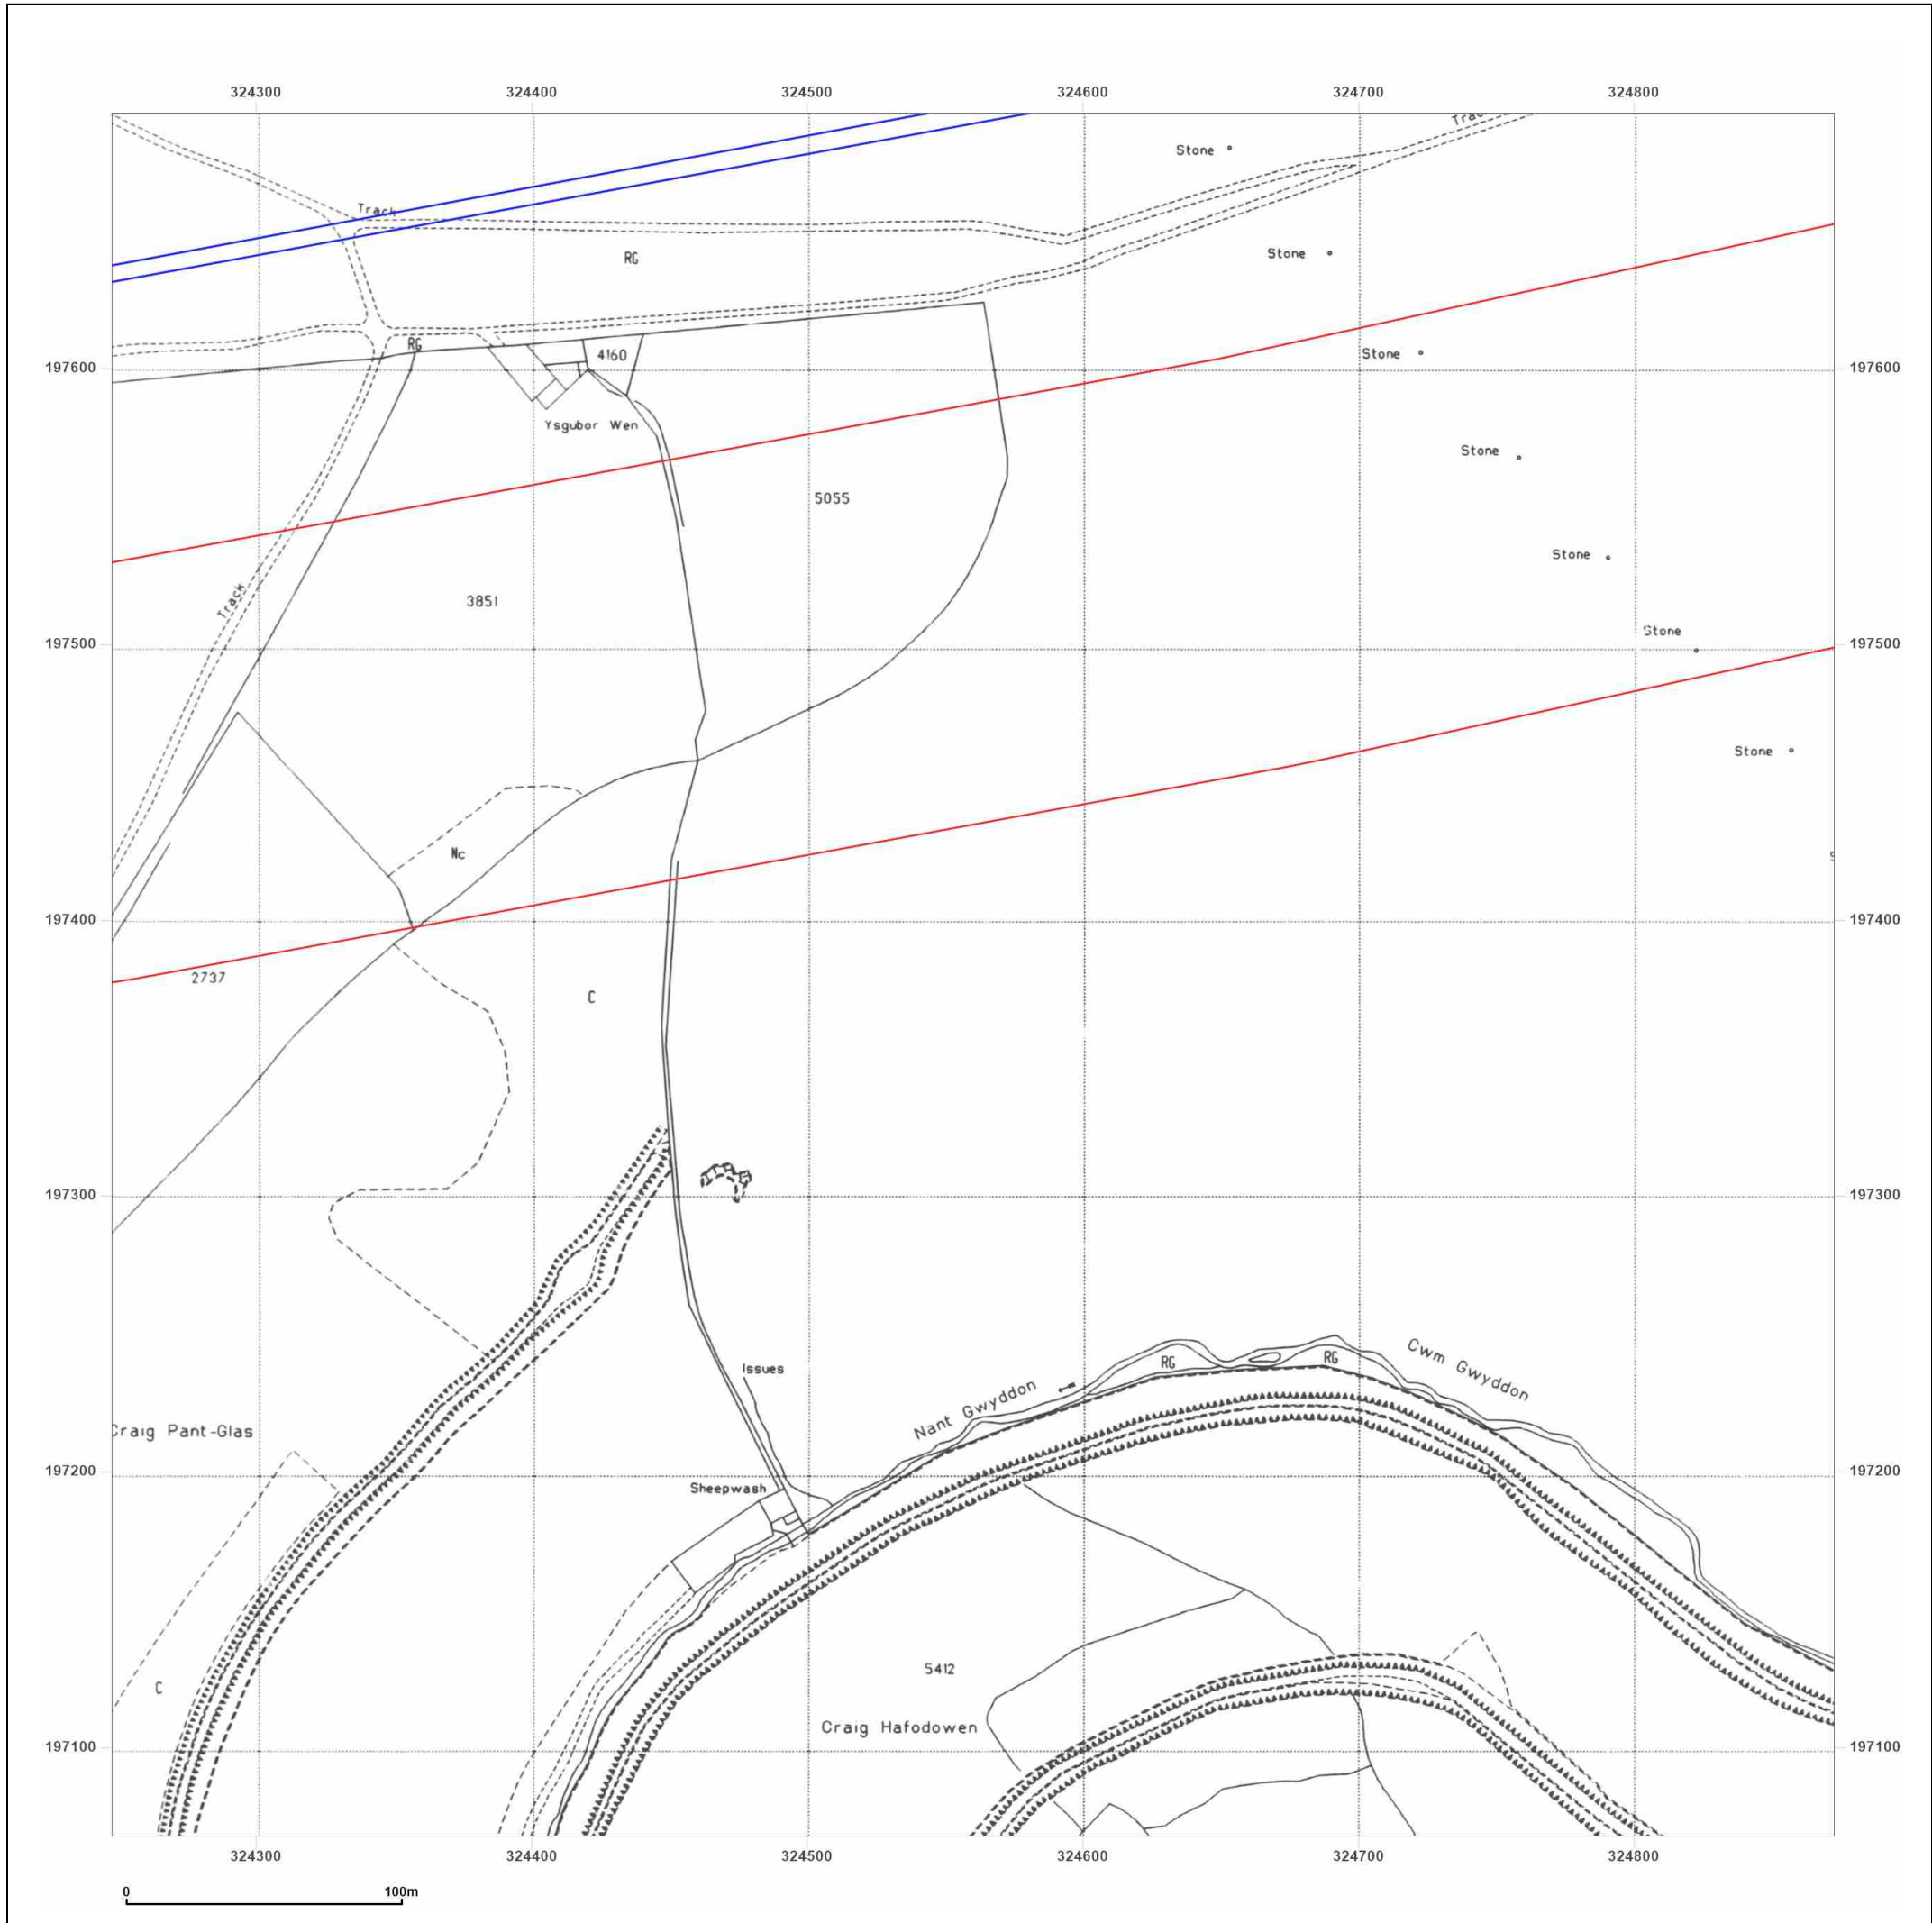 324300 324400 324500 324600 324700 324800
Stone
Track
RG
Stone
RG
4160
Stone
197600 197600
Ysgubor Wen
Stone
5055
Stone
Track
3851
Stone
197500 197500
Stone
Nc
197400 197400
2737
C
197300 197300
Issues
Cwm Gwyddon
RG
RG
Nant Gwyddon
Craig Pant-Glas
197200 197200
Sheepwash
5412
C
Craig Hafodowen
197100 197100
324300 324400 324500 324600 324700 324800
0 100m